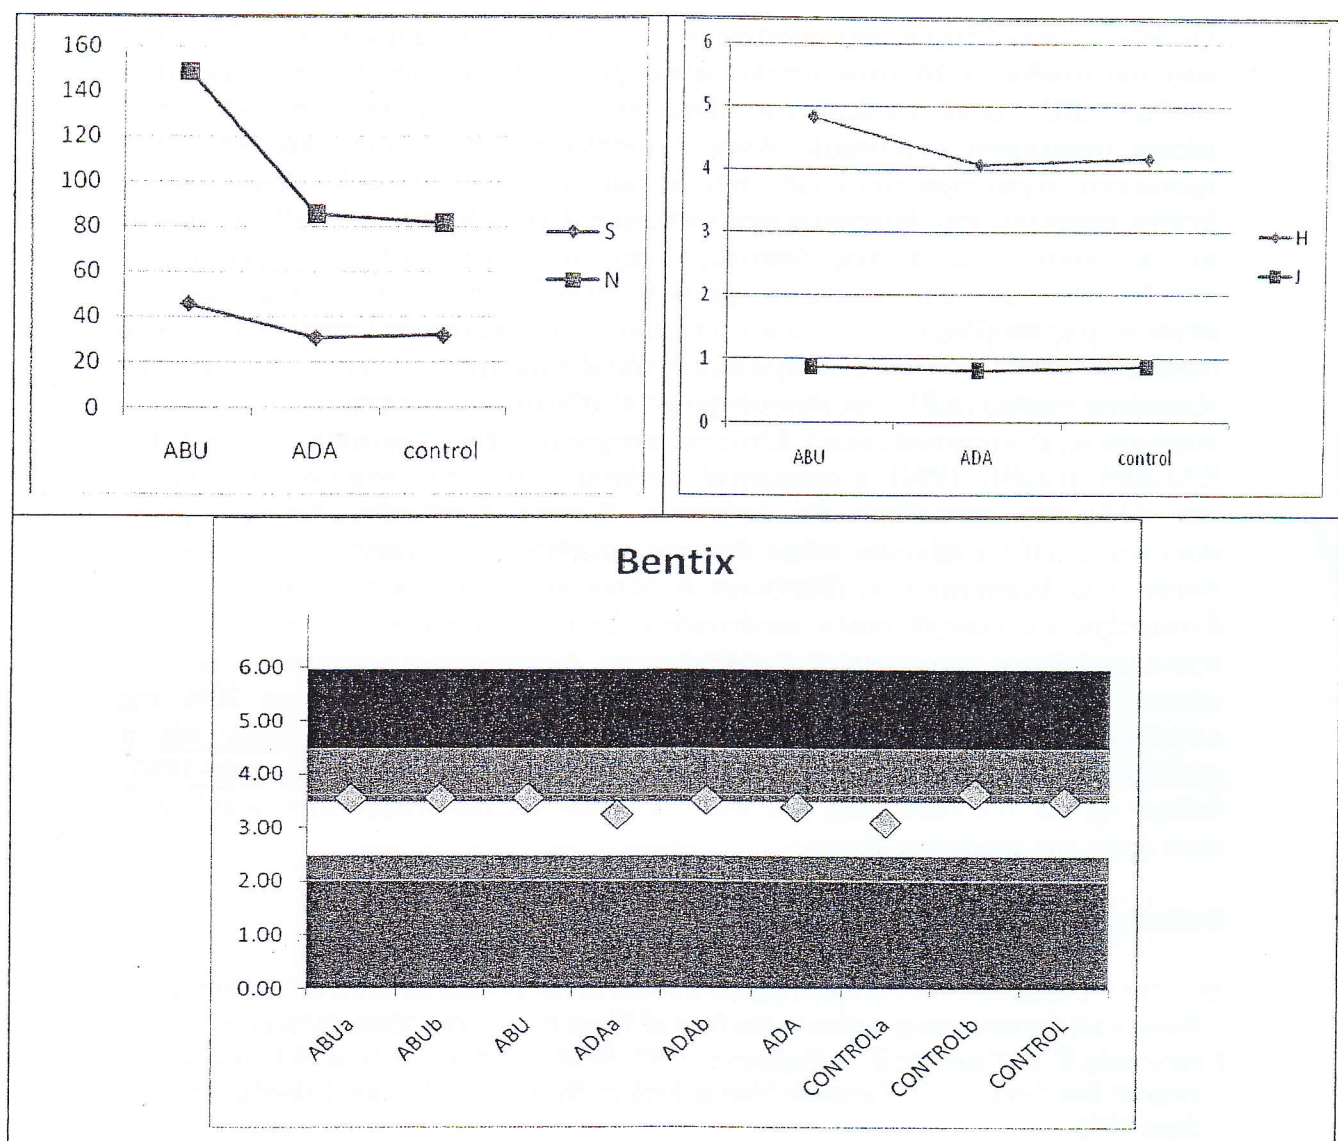 160
140
120
100
80
60
40
20
0
ABU
ADA
control
S
N
6
5
4
3
2
1
0
ABU
ADA
control
H
J
Bentix
6.00
5.00
4.00
3.00
2.00
1.00
0.00
ABUa
ABUb
ABU
ADAa
ADAb
ADA
CONTROLa
CONTROLb
CONTROL